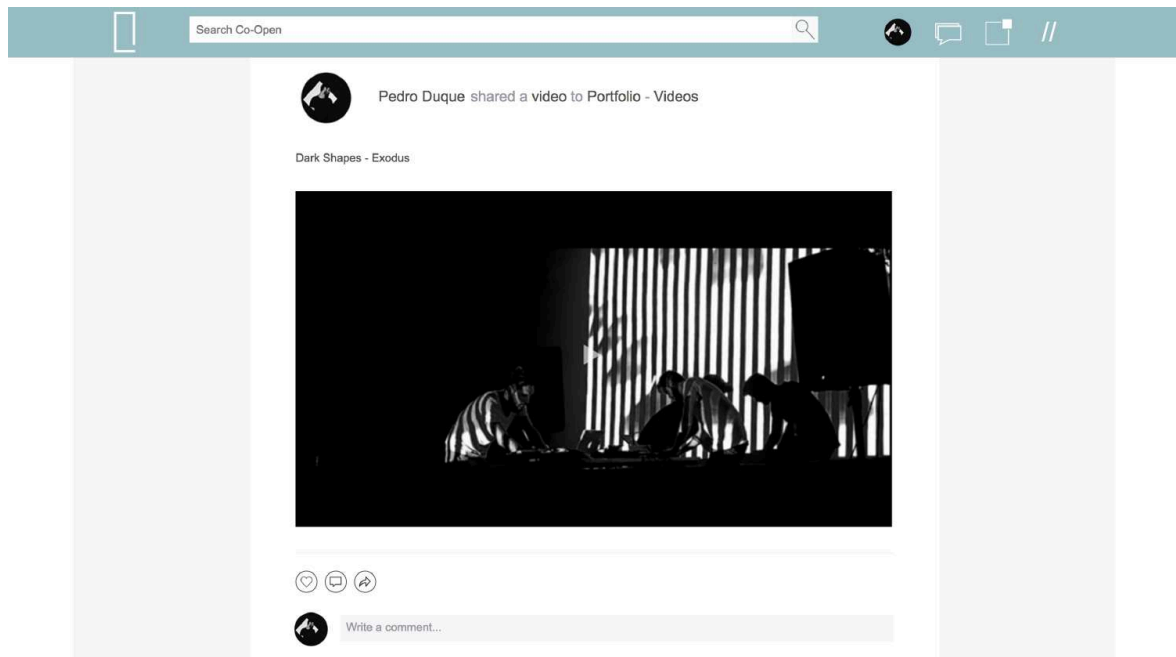 Search Co-Open
//
Pedro Duque shared a video to Portfolio - Videos
Dark Shapes - Exodus
Write a comment...